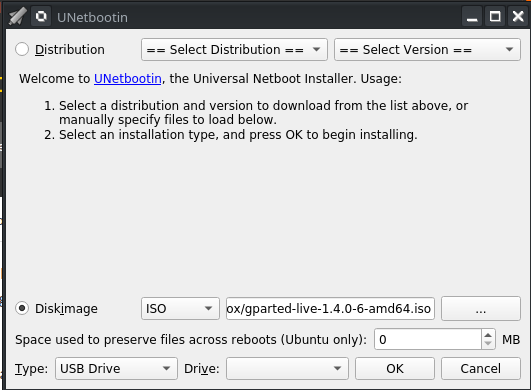 UNetbootin
Distribution == Select Distribution == == Select Version ==
Welcome to UNetbootin, the Universal Netboot Installer. Usage:
1. Select a distribution and version to download from the list above, or
manually specify files to load below.
2. Select an installation type, and press OK to begin installing.
Diskimage ISO ox/gparted-live-1.4.0-6-amd64.iso ...
Space used to preserve files across reboots (Ubuntu only): 0 MB
Type: USB Drive Drive: OK Cancel